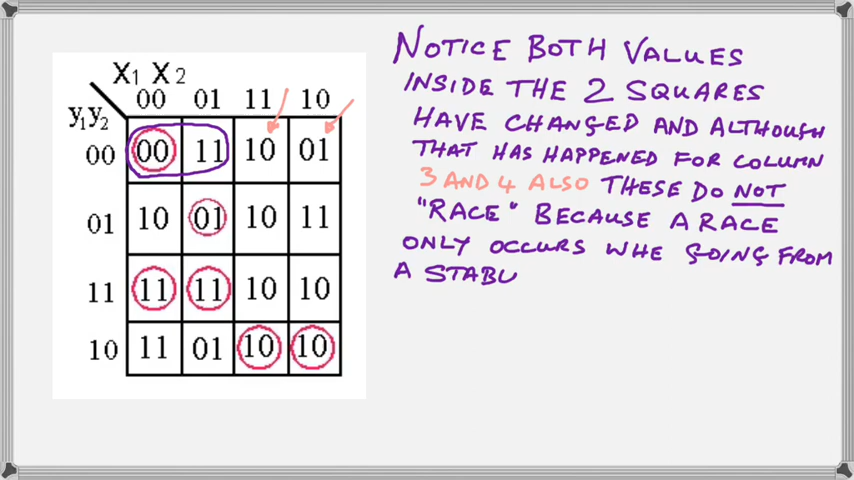 X1 X2
00 01 11 10
y1y2
00 00 11 10 01
01 10 01 10 11
11 11 11 10 10
10 11 01 10 10
NOTICE BOTH VALUES
INSIDE THE 2 SQUARES
HAVE CHANGED AND ALTHOUGH
THAT HAS HAPPENED FOR COLUMN
3 AND 4 ALSO THESE DO NOT
"RACE" BECAUSE A RACE
ONLY OCCURS WHE GOING FROM
A STABU